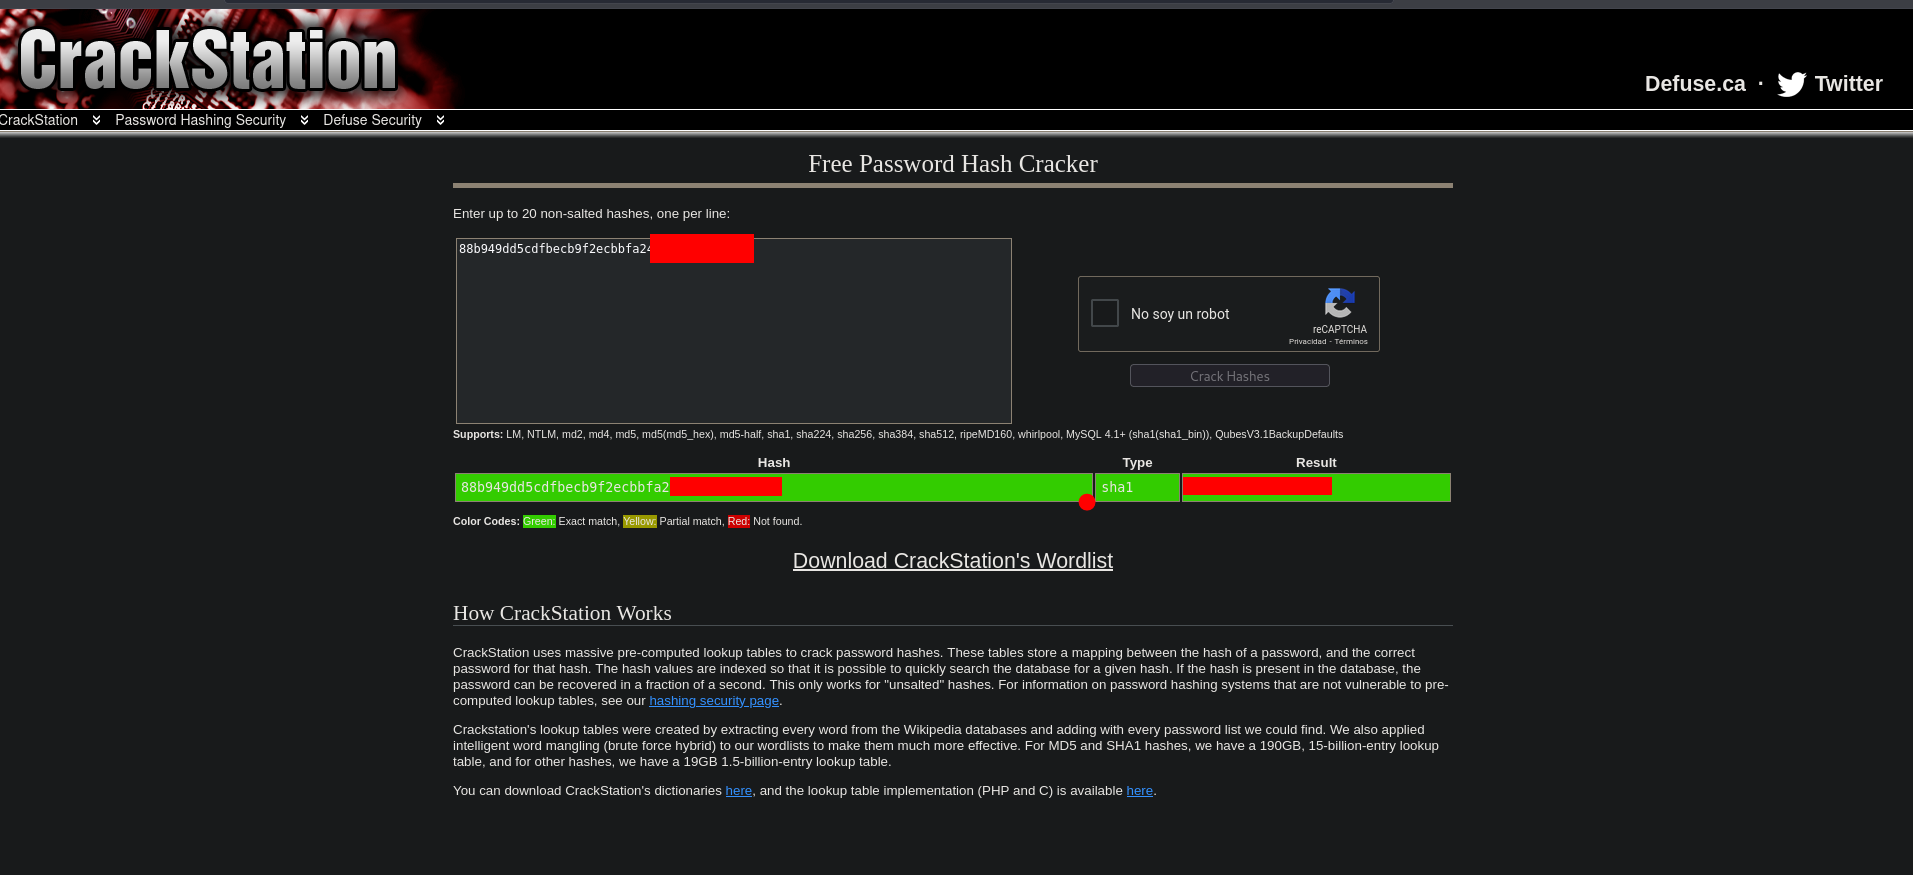 CrackStation
Defuse.ca · Twitter
CrackStation Password Hashing Security Defuse Security
Free Password Hash Cracker
Enter up to 20 non-salted hashes, one per line:
88b949dd5cdfbecb9f2ecbbfa24
No soy un robot
reCAPTCHA
Privacidad - Términos
Crack Hashes
Supports: LM, NTLM, md2, md4, md5, md5(md5_hex), md5-half, sha1, sha224, sha256, sha384, sha512, ripeMD160, whirlpool, MySQL 4.1+ (sha1(sha1_bin)), QubesV3.1BackupDefaults
Hash Type Result
88b949dd5cdfbecb9f2ecbbfa2 sha1
Color Codes: Green: Exact match, Yellow: Partial match, Red: Not found.
Download CrackStation's Wordlist
How CrackStation Works
CrackStation uses massive pre-computed lookup tables to crack password hashes. These tables store a mapping between the hash of a password, and the correct
password for that hash. The hash values are indexed so that it is possible to quickly search the database for a given hash. If the hash is present in the database, the
password can be recovered in a fraction of a second. This only works for "unsalted" hashes. For information on password hashing systems that are not vulnerable to pre-
computed lookup tables, see our hashing security page.
Crackstation's lookup tables were created by extracting every word from the Wikipedia databases and adding with every password list we could find. We also applied
intelligent word mangling (brute force hybrid) to our wordlists to make them much more effective. For MD5 and SHA1 hashes, we have a 190GB, 15-billion-entry lookup
table, and for other hashes, we have a 19GB 1.5-billion-entry lookup table.
You can download CrackStation's dictionaries here, and the lookup table implementation (PHP and C) is available here.